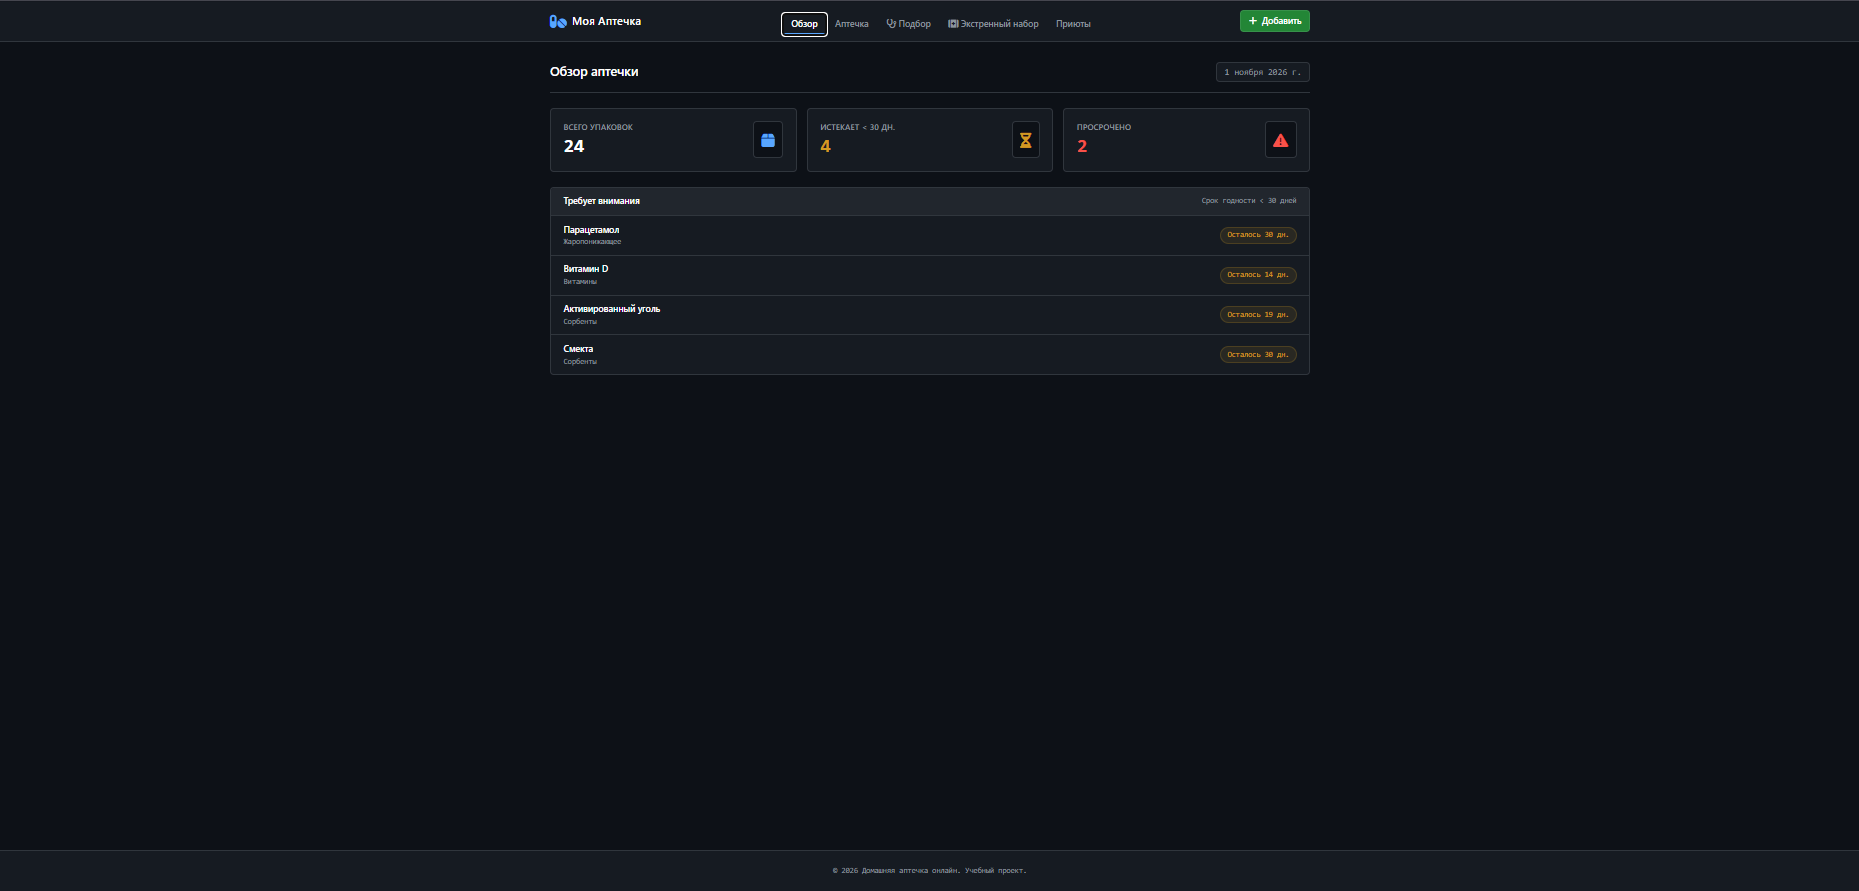 Моя Аптечка
Обзор
Аптечка
Подбор
Экстренный набор
Приюты
+ Добавить
Обзор аптечки
1 ноября 2026 г.
ВСЕГО УПАКОВОК
24
ИСТЕКАЕТ < 30 ДН.
4
ПРОСРОЧЕНО
2
Требует внимания
Срок годности < 30 дней
Парацетамол
Жаропонижающее
Осталось 30 дн.
Витамин D
Витамины
Осталось 14 дн.
Активированный уголь
Сорбенты
Осталось 19 дн.
Смекта
Сорбенты
Осталось 30 дн.
© 2026 Домашняя аптечка онлайн. Учебный проект.